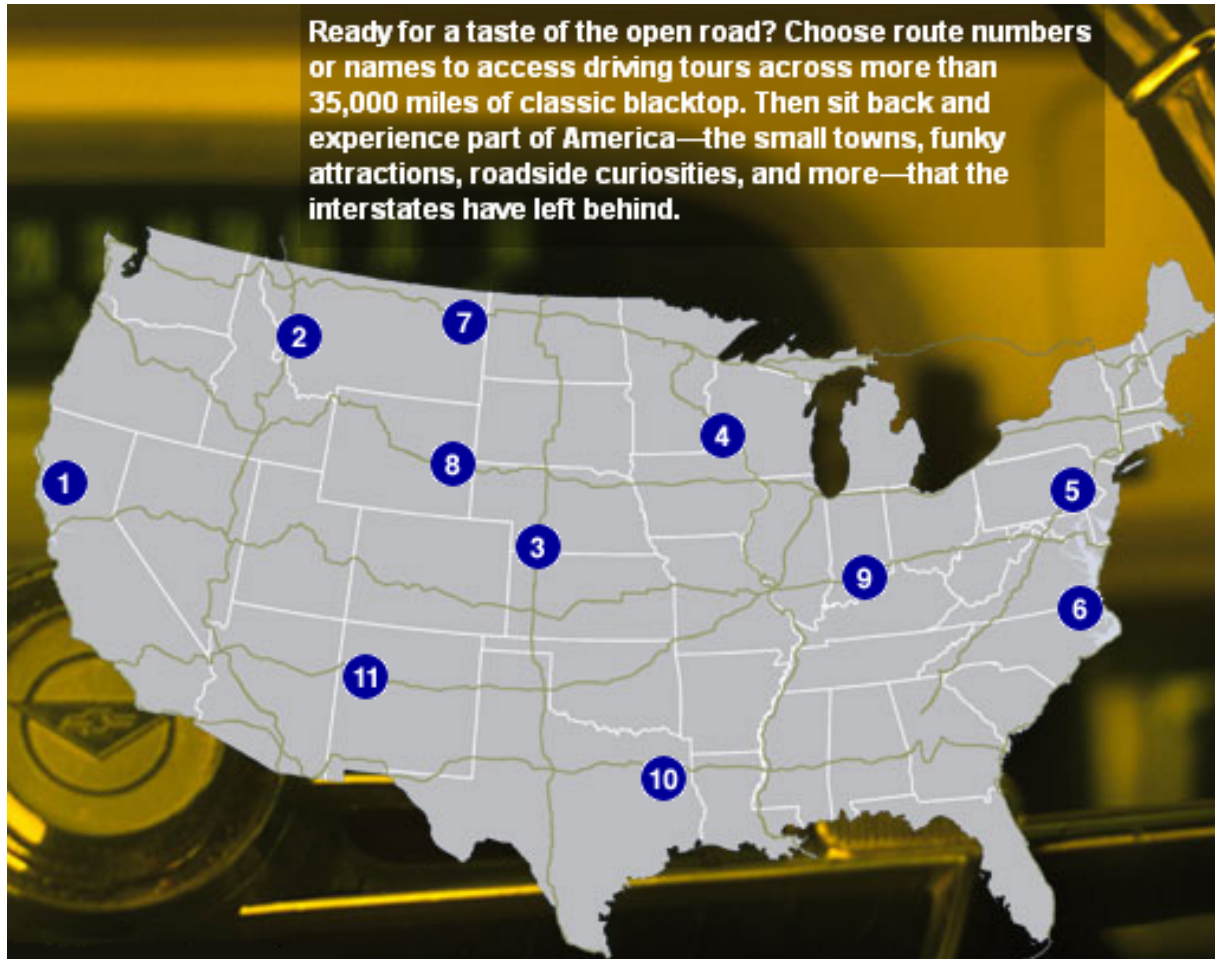 Ready for a taste of the open road? Choose route numbers
or names to access driving tours across more than
35,000 miles of classic blacktop. Then sit back and
experience part of America—the small towns, funky
attractions, roadside curiosities, and more—that the
interstates have left behind.
7
2
4
8
1
5
3
9
6
11
10